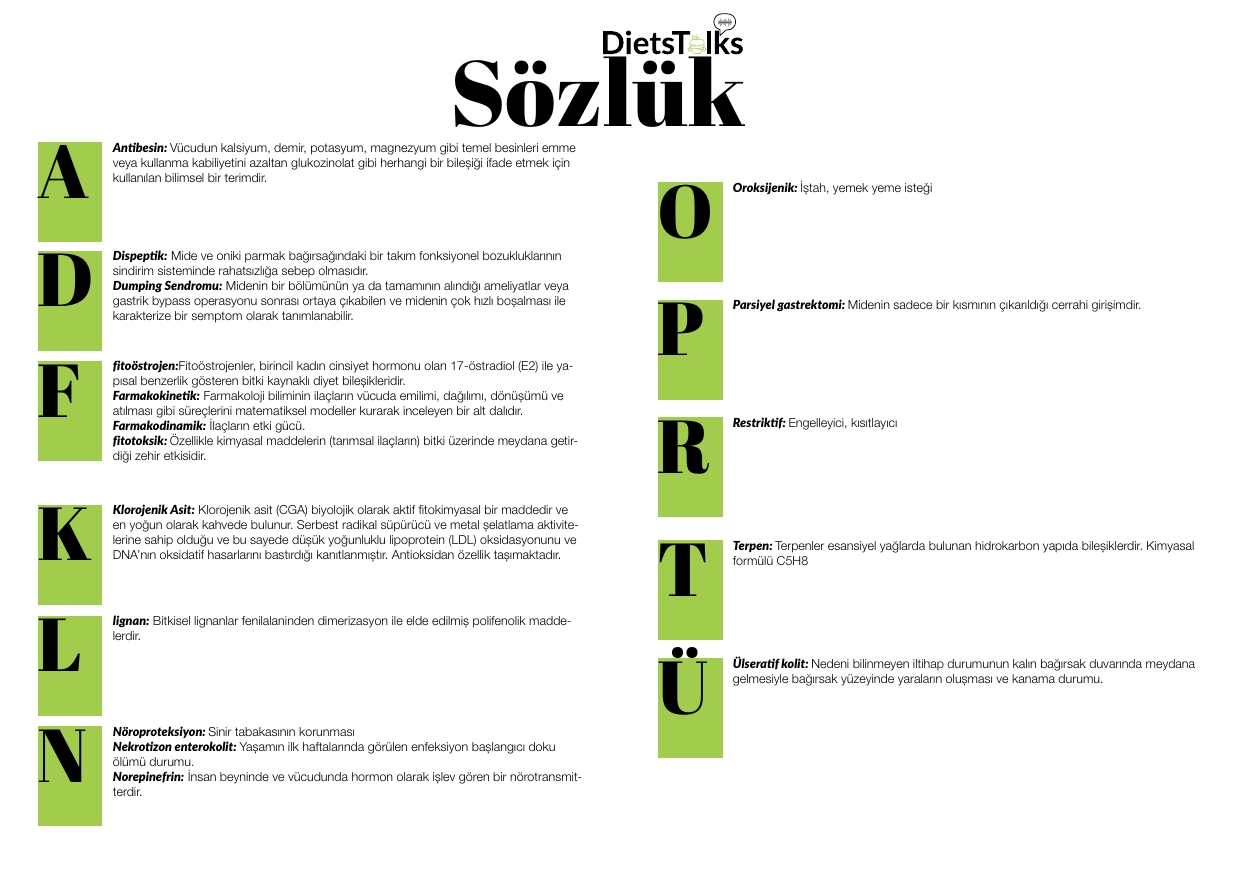 DietsTalks
Sözlük
A
Antibesin: Vücudun kalsiyum, demir, potasyum, magnezyum gibi temel besinleri emme
veya kullanma kabiliyetini azaltan glukozinolat gibi herhangi bir bileşiği ifade etmek için
kullanılan bilimsel bir terimdir.
D
Dispeptik: Mide ve oniki parmak bağırsağındaki bir takım fonksiyonel bozukluklarının
sindirim sisteminde rahatsızlığa sebep olmasıdır.
Dumping Sendromu: Midenin bir bölümünün ya da tamamının alındığı ameliyatlar veya
gastrik bypass operasyonu sonrası ortaya çıkabilen ve midenin çok hızlı boşalması ile
karakterize bir semptom olarak tanımlanabilir.
F
fitoöstrojen:Fitoöstrojenler, birincil kadın cinsiyet hormonu olan 17-östradiol (E2) ile ya-
pısal benzerlik gösteren bitki kaynaklı diyet bileşikleridir.
Farmakokinetik: Farmakoloji biliminin ilaçların vücuda emilimi, dağılımı, dönüşümü ve
atılması gibi süreçlerini matematiksel modeller kurarak inceleyen bir alt dalıdır.
Farmakodinamik: İlaçların etki gücü.
fitotoksik: Özellikle kimyasal maddelerin (tarımsal ilaçların) bitki üzerinde meydana getir-
diği zehir etkisidir.
K
Klorojenik Asit: Klorojenik asit (CGA) biyolojik olarak aktif fitokimyasal bir maddedir ve
en yoğun olarak kahvede bulunur. Serbest radikal süpürücü ve metal şelatlama aktivite-
lerine sahip olduğu ve bu sayede düşük yoğunluklu lipoprotein (LDL) oksidasyonunu ve
DNA'nın oksidatif hasarlarını bastırdığı kanıtlanmıştır. Antioksidan özellik taşımaktadır.
L
lignan: Bitkisel lignanlar fenilalaninden dimerizasyon ile elde edilmiş polifenolik madde-
lerdir.
N
Nöroproteksiyon: Sinir tabakasının korunması
Nekrotizon enterokolit: Yaşamın ilk haftalarında görülen enfeksiyon başlangıcı doku
ölümü durumu.
Norepinefrin: İnsan beyninde ve vücudunda hormon olarak işlev gören bir nörotransmit-
terdir.
O
Oroksijenik: İştah, yemek yeme isteği
P
Parsiyel gastrektomi: Midenin sadece bir kısmının çıkarıldığı cerrahi girişimdir.
R
Restriktif: Engelleyici, kısıtlayıcı
T
Terpen: Terpenler esansiyel yağlarda bulunan hidrokarbon yapıda bileşiklerdir. Kimyasal
formülü C5H8
Ü
Ülseratif kolit: Nedeni bilinmeyen iltihap durumunun kalın bağırsak duvarında meydana
gelmesiyle bağırsak yüzeyinde yaraların oluşması ve kanama durumu.